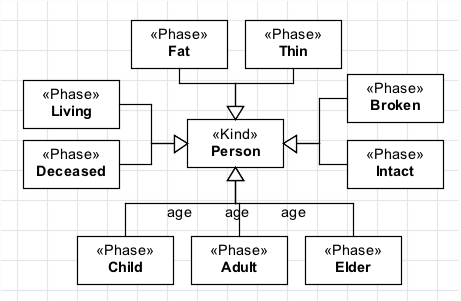 «Phase»
Fat
«Phase»
Thin
«Phase»
Living
«Phase»
Broken
«Kind»
Person
«Phase»
Deceased
«Phase»
Intact
age
age
age
«Phase»
Child
«Phase»
Adult
«Phase»
Elder